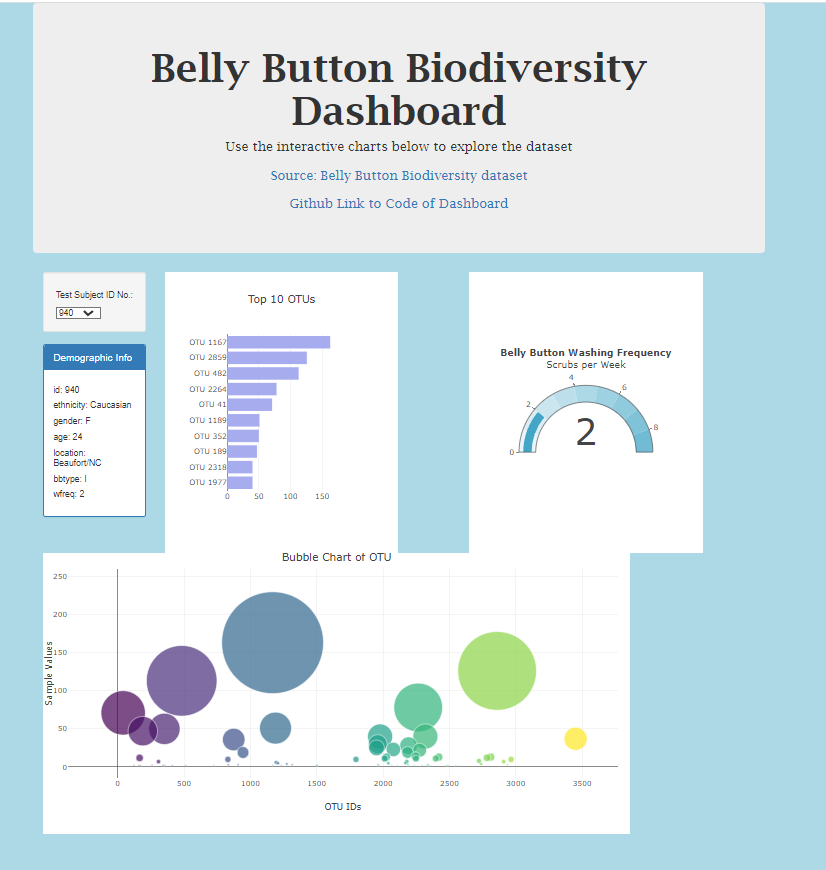 Belly Button Biodiversity
Dashboard
Use the interactive charts below to explore the dataset
Source: Belly Button Biodiversity dataset
Github Link to Code of Dashboard
Test Subject ID No.:
940
Demographic Info
id: 940
ethnicity: Caucasian
gender: F
age: 24
location:
Beaufort/NC
bbtype: I
wfreq: 2
Top 10 OTUs
OTU 1167
OTU 2859
OTU 482
OTU 2264
OTU 41
OTU 1189
OTU 352
OTU 189
OTU 2318
OTU 1977
0 50 100 150
Belly Button Washing Frequency
Scrubs per Week
0
2
4
6
8
2
Bubble Chart of OTU
250
200
150
100
50
0
Sample Values
0 500 1000 1500 2000 2500 3000 3500
OTU IDs